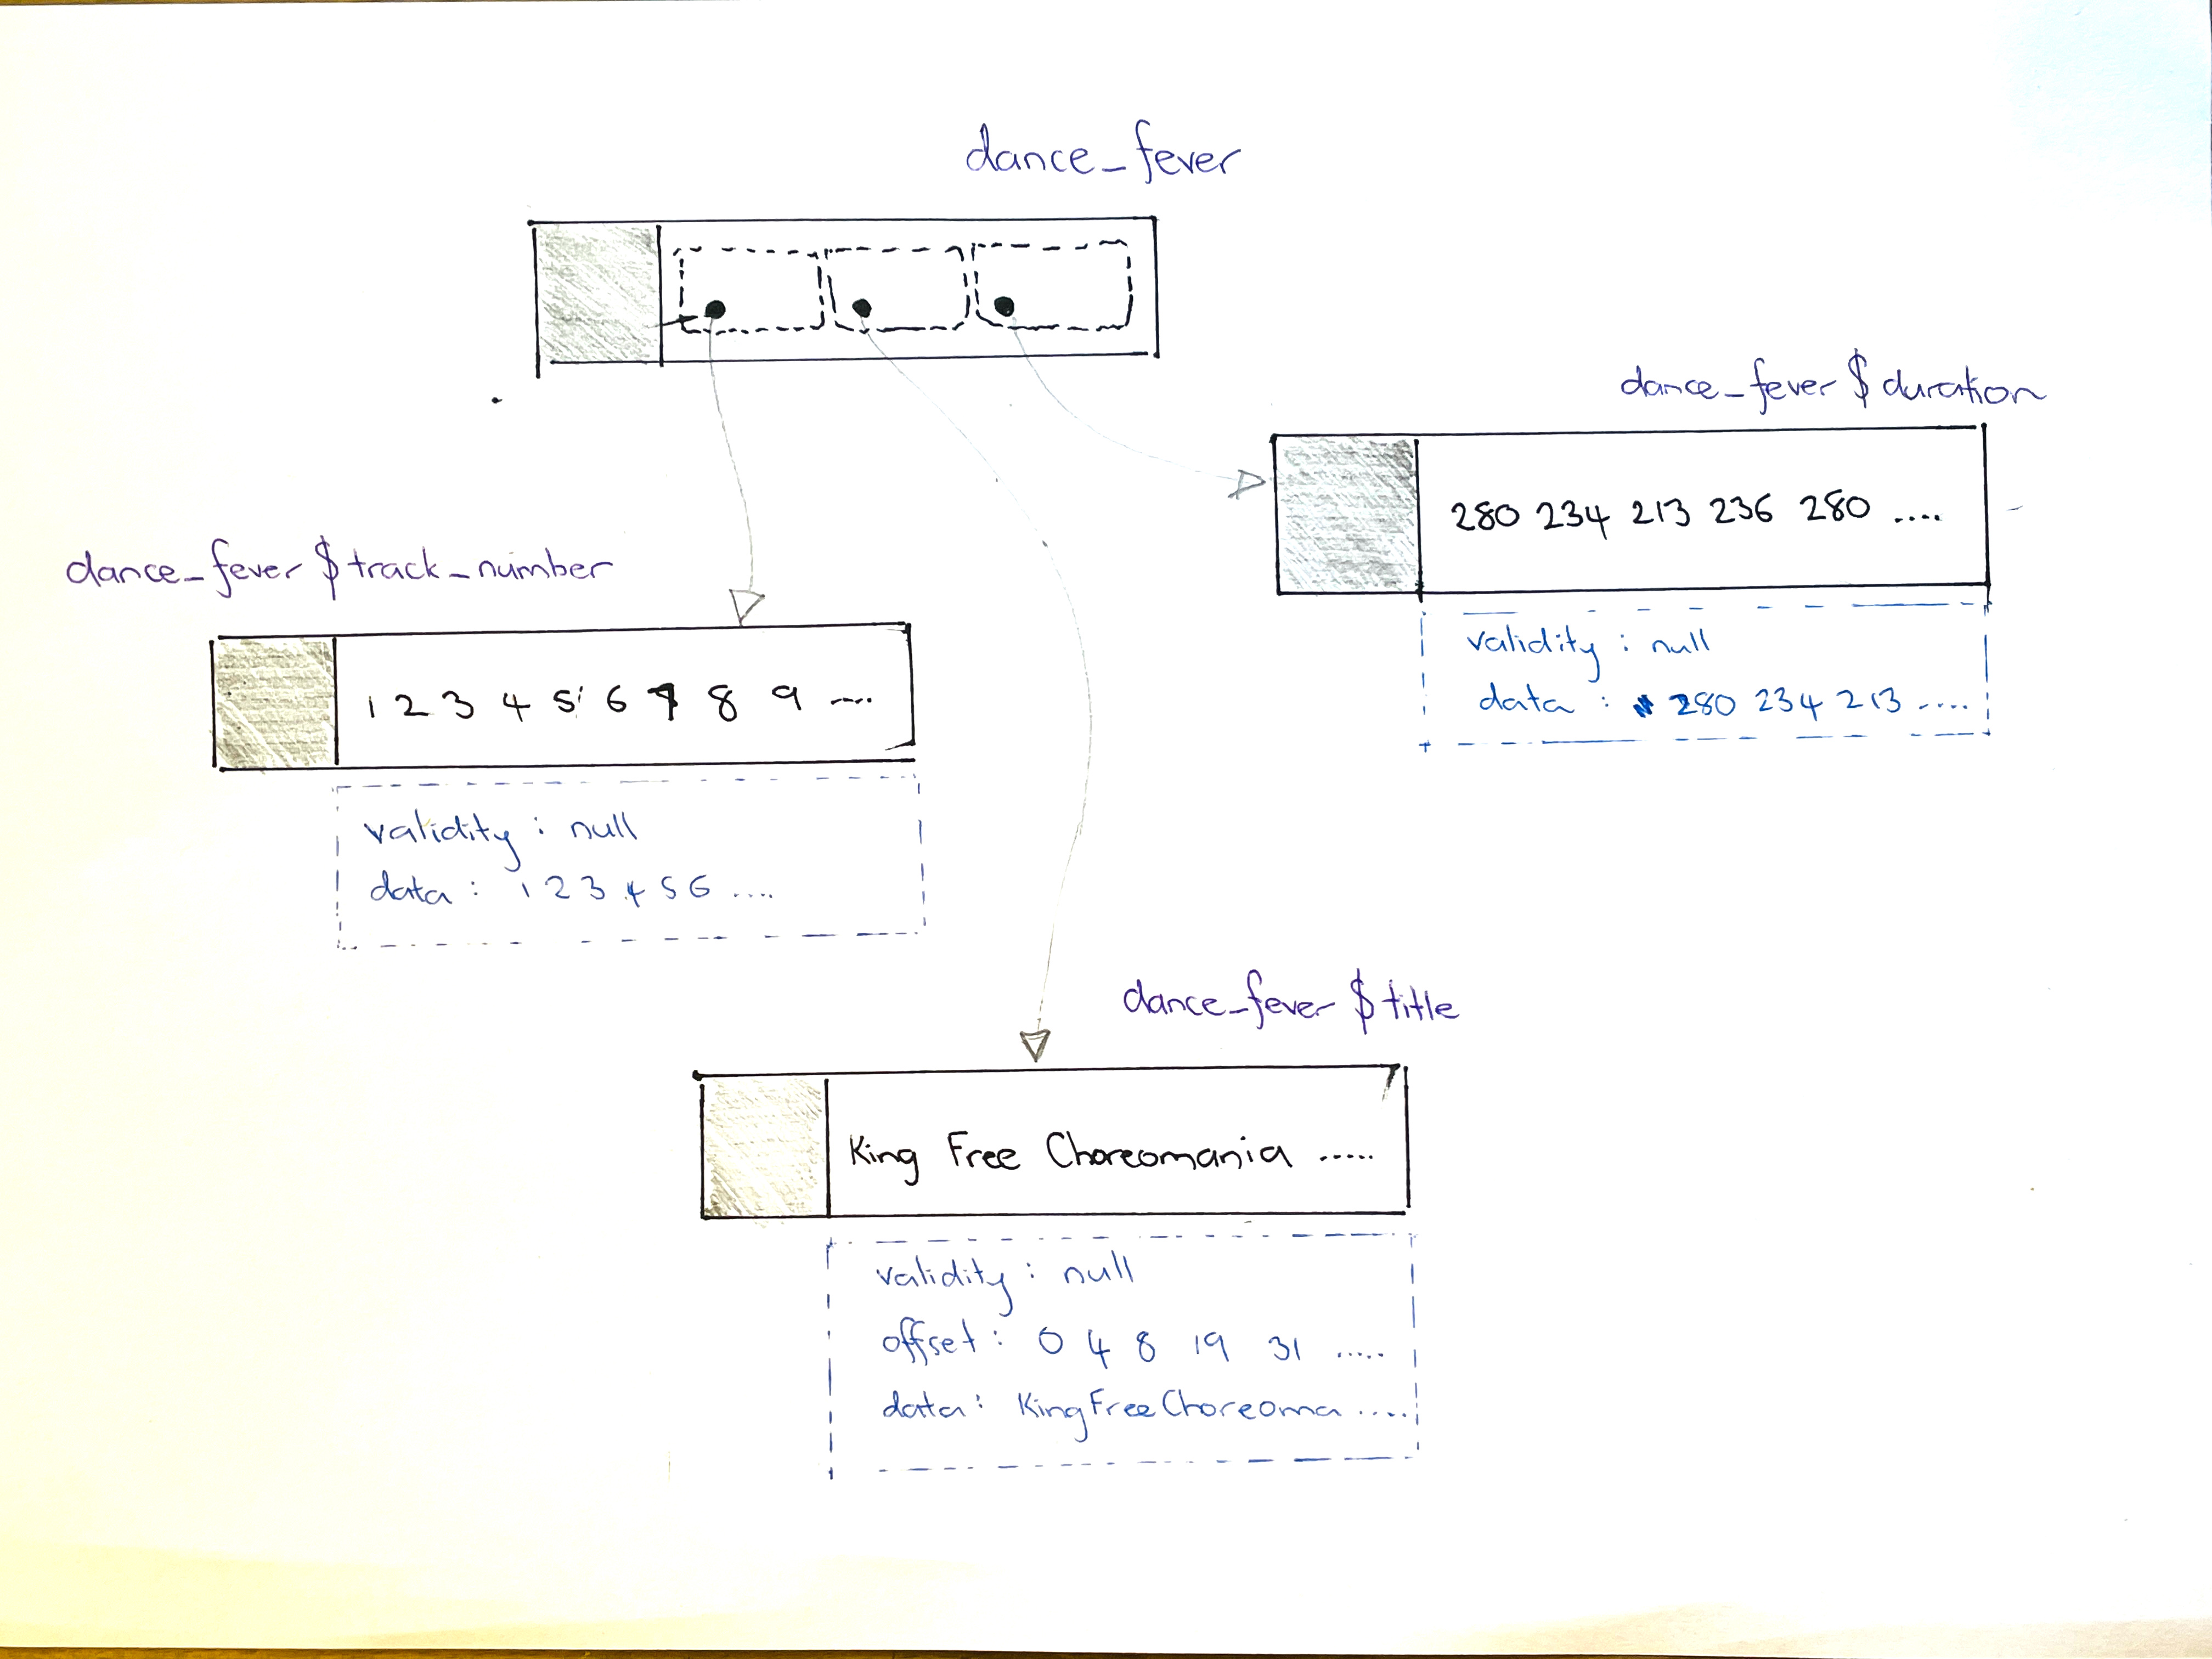 dance_fever
dance_fever $ duration
280 234 213 236 280 ....
validity : null
data : 280 234 213 ....
dance_fever $ track_number
1 2 3 4 5 6 7 8 9 ....
validity : null
data : 1 2 3 4 5 6 ....
dance_fever $ title
King Free Choreomania .....
validity : null
offset : 0 4 8 19 31 .....
data : KingFreeChoreoma .....